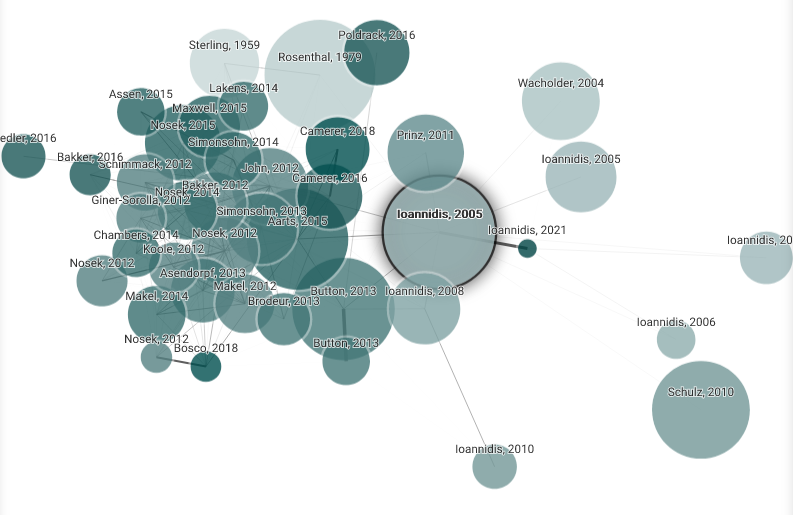 Poldrack, 2016
Sterling, 1959
Rosenthal, 1979
Wacholder, 2004
Lakens, 2014
Assen, 2015
Maxwell, 2015
Nosek, 2015
Camerer, 2018
Prinz, 2011
edler, 2016
Simonsohn, 2014
Bakker, 2016
Schimmack, 2012
Ioannidis, 2005
John, 2012
Camerer, 2016
Bakker, 2012
Nosek, 2014
Giner-Sorolla, 2012
Simonsohn, 2013
Ioannidis, 2005
Aarts, 2015
Ioannidis, 2021
Nosek, 2012
Chambers, 2014
Ioannidis, 20
Koole, 2012
Nosek, 2012
Asendorpf, 2013
Makel, 2012
Button, 2013
Ioannidis, 2008
Makel, 2014
Brodeur, 2013
Ioannidis, 2006
Nosek, 2012
Button, 2013
Bosco, 2018
Schulz, 2010
Ioannidis, 2010